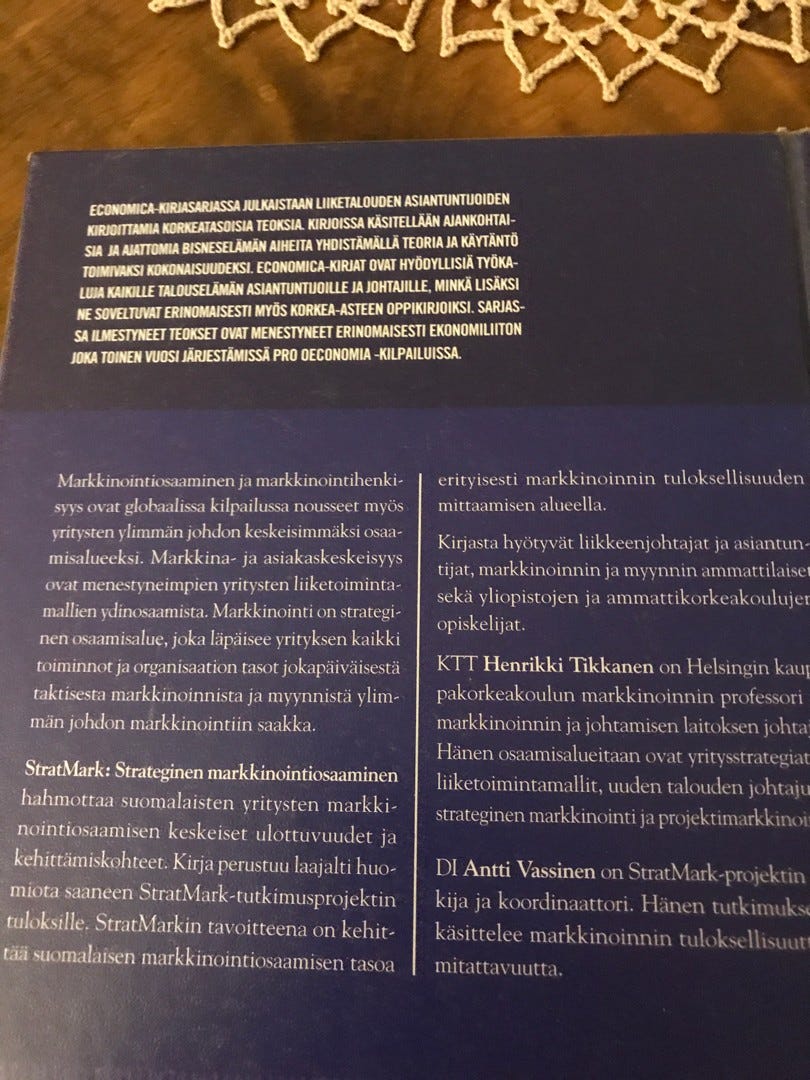 ECONOMICA-KIRJASARJASSA JULKAISTAAN LIIKETALOUDEN ASIANTUNTIJOIDEN
KIRJOITTAMIA KORKEATASOISIA TEOKSIA. KIRJOISSA KÄSITELLÄÄN AJANKOHTAI-
SIA JA AJATTOMIA BISNESELÄMÄN AIHEITA YHDISTÄMÄLLÄ TEORIA JA KÄYTÄNTÖ
TOIMIVAKSI KOKONAISUUDEKSI. ECONOMICA-KIRJAT OVAT HYÖDYLLISIÄ TYÖKA-
LUJA KAIKILLE TALOUSELÄMÄN ASIANTUNTIJOILLE JA JOHTAJILLE, MINKÄ LISÄKSI
NE SOVELTUVAT ERINOMAISESTI MYÖS KORKEA-ASTEEN OPPIKIRJOIKSI. SARJAS-
SA ILMESTYNEET TEOKSET OVAT MENESTYNEET ERINOMAISESTI EKONOMILIITON
JOKA TOINEN VUOSI JÄRJESTÄMISSÄ PRO OECONOMIA -KILPAILUISSA.
Markkinointiosaaminen ja markkinointihenki-
syys ovat globaalissa kilpailussa nousseet myös
yritysten ylimmän johdon keskeisimmäksi osaa-
misalueeksi. Markkina- ja asiakaskeskeisyys
ovat menestyneimpien yritysten liiketoiminta-
mallien ydinosaamista. Markkinointi on strategi-
nen osaamisalue, joka läpäisee yrityksen kaikki
toiminnot ja organisaation tasot jokapäiväisestä
taktisesta markkinoinnista ja myynnistä ylim-
män johdon markkinointiin saakka.
StratMark: Strateginen markkinointiosaaminen
hahmottaa suomalaisten yritysten markki-
nointiosaamisen keskeiset ulottuvuudet ja
kehittämiskohteet. Kirja perustuu laajalti huo-
miota saaneen StratMark-tutkimusprojektin
tuloksille. StratMarkin tavoitteena on kehit-
tää suomalaisen markkinointiosaamisen tasoa
erityisesti markkinoinnin tuloksellisuuden
mittaamisen alueella.
Kirjasta hyötyvät liikkeenjohtajat ja asiantun-
tijat, markkinoinnin ja myynnin ammattilaiset
sekä yliopistojen ja ammattikorkeakoulujen
opiskelijat.
KTT Henrikki Tikkanen on Helsingin kaup
pakorkeakoulun markkinoinnin professori
markkinoinnin ja johtamisen laitoksen johtaj
Hänen osaamisalueitaan ovat yritysstrategiat
liiketoimintamallit, uuden talouden johtaju
strateginen markkinointi ja projektimarkkinoi
DI Antti Vassinen on StratMark-projektin
kija ja koordinaattori. Hänen tutkimukse
käsittelee markkinoinnin tuloksellisuutt
mitattavuutta.